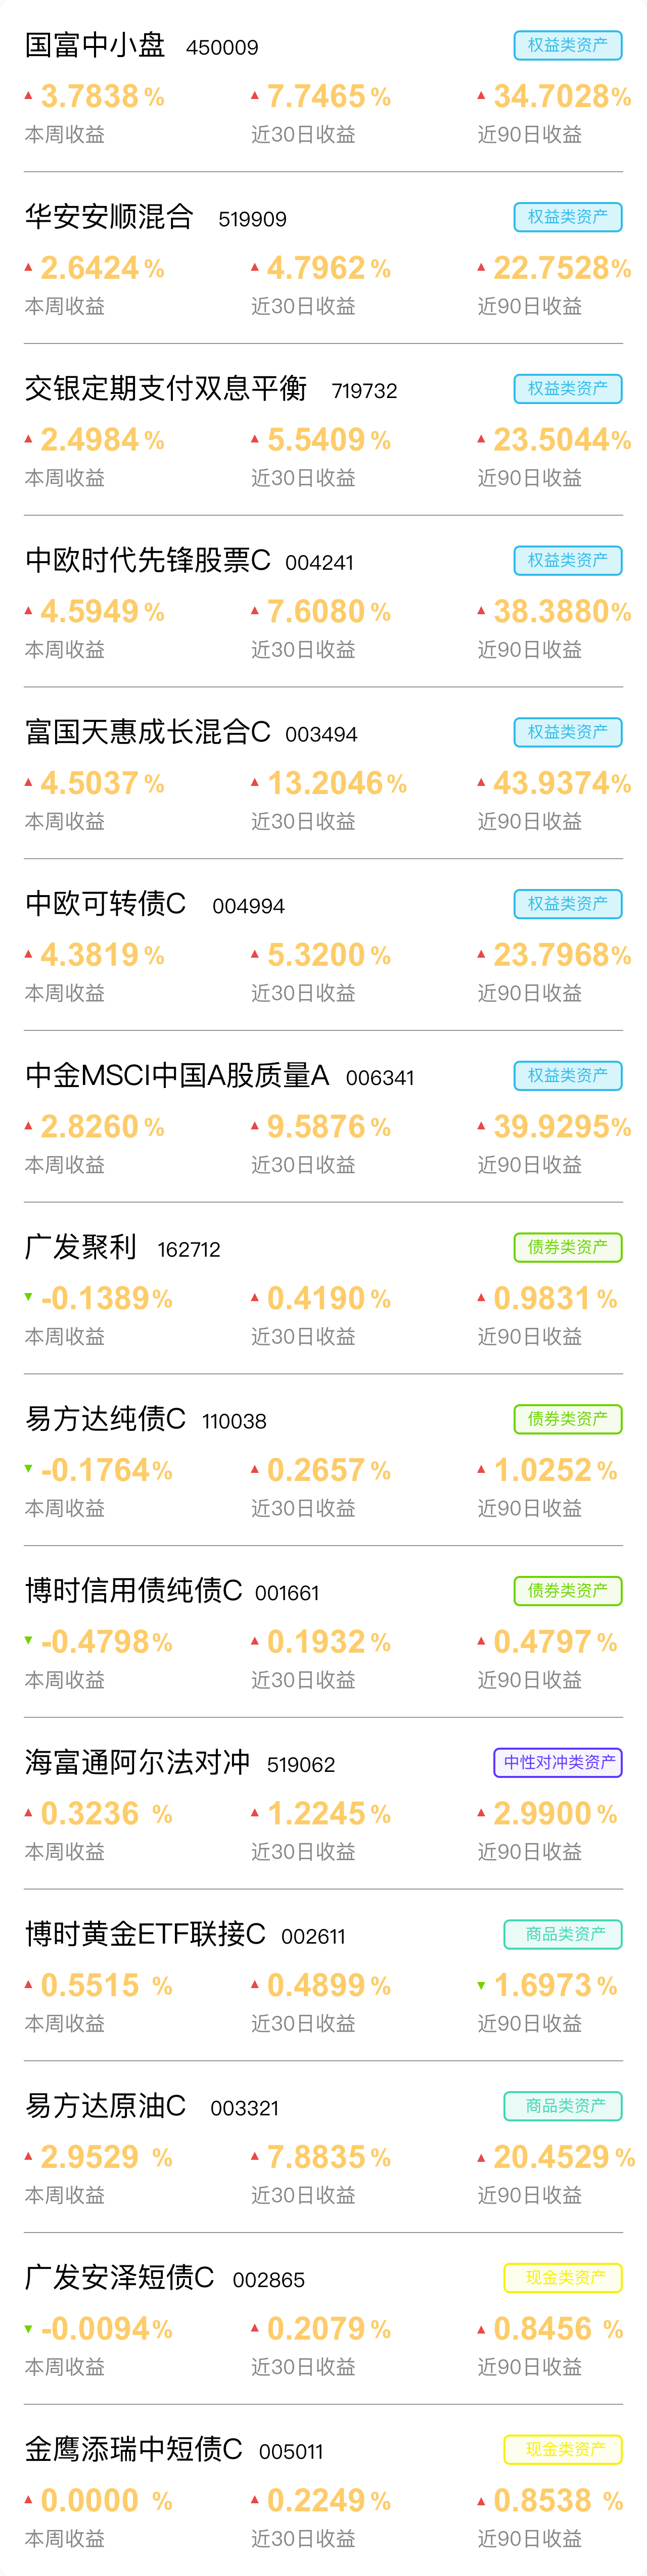 国富中小盘 450009 权益类资产
▲ 3.7838 % ▲ 7.7465 % ▲ 34.7028%
本周收益 近30日收益 近90日收益
华安安顺混合 519909 权益类资产
▲ 2.6424 % ▲ 4.7962 % ▲ 22.7528%
本周收益 近30日收益 近90日收益
交银定期支付双息平衡 719732 权益类资产
▲ 2.4984 % ▲ 5.5409 % ▲ 23.5044%
本周收益 近30日收益 近90日收益
中欧时代先锋股票C 004241 权益类资产
▲ 4.5949 % ▲ 7.6080 % ▲ 38.3880%
本周收益 近30日收益 近90日收益
富国天惠成长混合C 003494 权益类资产
▲ 4.5037 % ▲ 13.2046% ▲ 43.9374%
本周收益 近30日收益 近90日收益
中欧可转债C 004994 权益类资产
▲ 4.3819 % ▲ 5.3200 % ▲ 23.7968%
本周收益 近30日收益 近90日收益
中金MSCI中国A股质量A 006341 权益类资产
▲ 2.8260 % ▲ 9.5876 % ▲ 39.9295%
本周收益 近30日收益 近90日收益
广发聚利 162712 债券类资产
▼ -0.1389% ▲ 0.4190 % ▲ 0.9831 %
本周收益 近30日收益 近90日收益
易方达纯债C 110038 债券类资产
▼ -0.1764% ▲ 0.2657 % ▲ 1.0252 %
本周收益 近30日收益 近90日收益
博时信用债纯债C 001661 债券类资产
▼ -0.4798% ▲ 0.1932 % ▲ 0.4797 %
本周收益 近30日收益 近90日收益
海富通阿尔法对冲 519062 中性对冲类资产
▲ 0.3236 % ▲ 1.2245 % ▲ 2.9900 %
本周收益 近30日收益 近90日收益
博时黄金ETF联接C 002611 商品类资产
▲ 0.5515 % ▲ 0.4899 % ▼ 1.6973 %
本周收益 近30日收益 近90日收益
易方达原油C 003321 商品类资产
▲ 2.9529 % ▲ 7.8835 % ▲ 20.4529 %
本周收益 近30日收益 近90日收益
广发安泽短债C 002865 现金类资产
▼ -0.0094% ▲ 0.2079 % ▲ 0.8456 %
本周收益 近30日收益 近90日收益
金鹰添瑞中短债C 005011 现金类资产
▲ 0.0000 % ▲ 0.2249 % ▲ 0.8538 %
本周收益 近30日收益 近90日收益